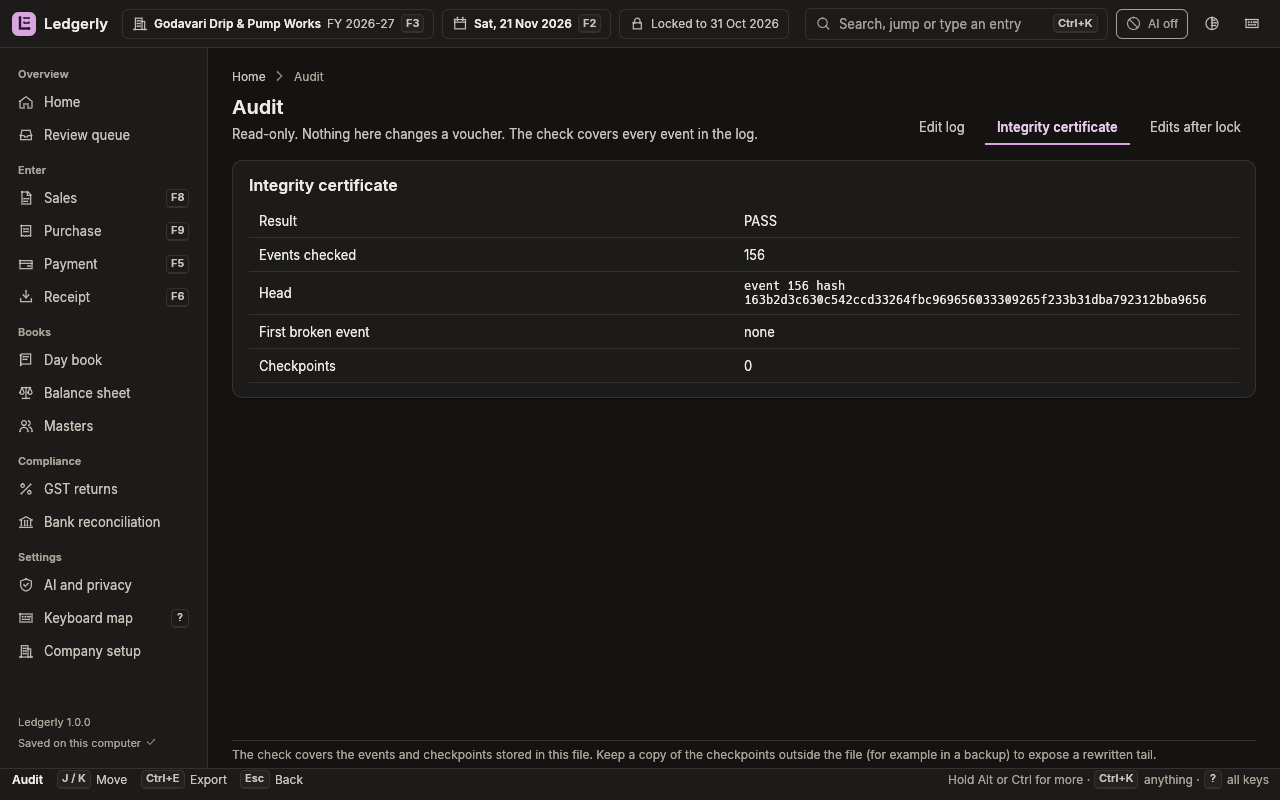 Ledgerly
Godavari Drip & Pump Works FY 2026-27 F3
Sat, 21 Nov 2026 F2
Locked to 31 Oct 2026
Search, jump or type an entry Ctrl+K
AI off
Overview
Home
Review queue
Enter
Sales F8
Purchase F9
Payment F5
Receipt F6
Books
Day book
Balance sheet
Masters
Compliance
GST returns
Bank reconciliation
Settings
AI and privacy
Keyboard map ?
Company setup
Ledgerly 1.0.0
Saved on this computer
Home Audit
Audit
Read-only. Nothing here changes a voucher. The check covers every event in the log.
Edit log Integrity certificate Edits after lock
Integrity certificate
Result PASS
Events checked 156
Head event 156 hash
163b2d3c630c542ccd33264fbc969656033309265f233b31dba792312bba9656
First broken event none
Checkpoints 0
The check covers the events and checkpoints stored in this file. Keep a copy of the checkpoints outside the file (for example in a backup) to expose a rewritten tail.
Audit J / K Move Ctrl+E Export Esc Back
Hold Alt or Ctrl for more · Ctrl+K anything · ? all keys